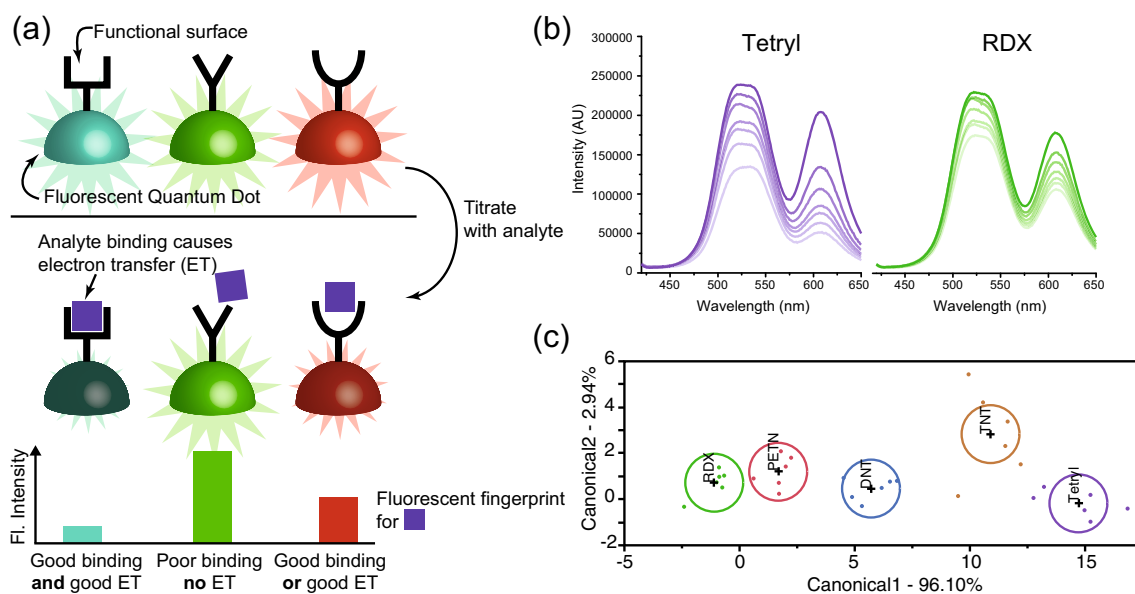 (a)
Functional surface
Fluorescent Quantum Dot
Titrate
with analyte
Analyte binding causes
electron transfer (ET)
Fl. Intensity
Fluorescent fingerprint
for
Good binding
and good ET
Poor binding
no ET
Good binding
or good ET
(b)
Tetryl
RDX
Intensity (AU)
300000
250000
200000
150000
100000
50000
0
450 500 550 600 650
Wavelength (nm)
450 500 550 600 650
Wavelength (nm)
(c)
Canonical2 - 2.94%
6
4
2
0
-2
RDX
PETN
DNT
TNT
Tetryl
-5 0 5 10 15
Canonical1 - 96.10%